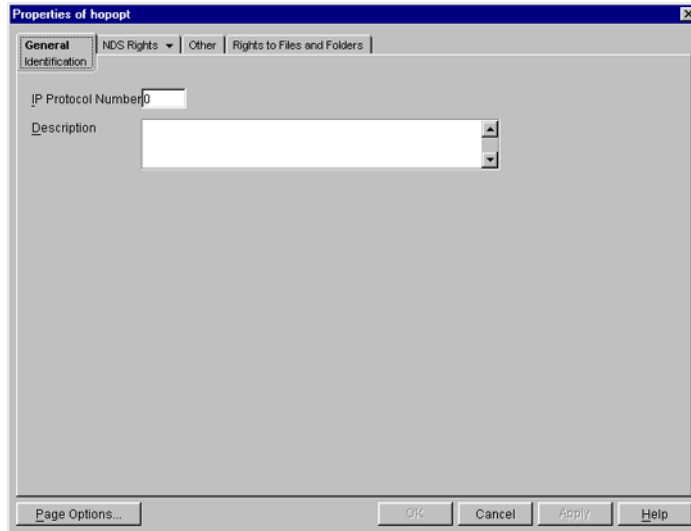 Properties of hopopt
General NDS Rights Other Rights to Files and Folders
Identification
IP Protocol Number 0
Description
Page Options... OK Cancel Apply Help